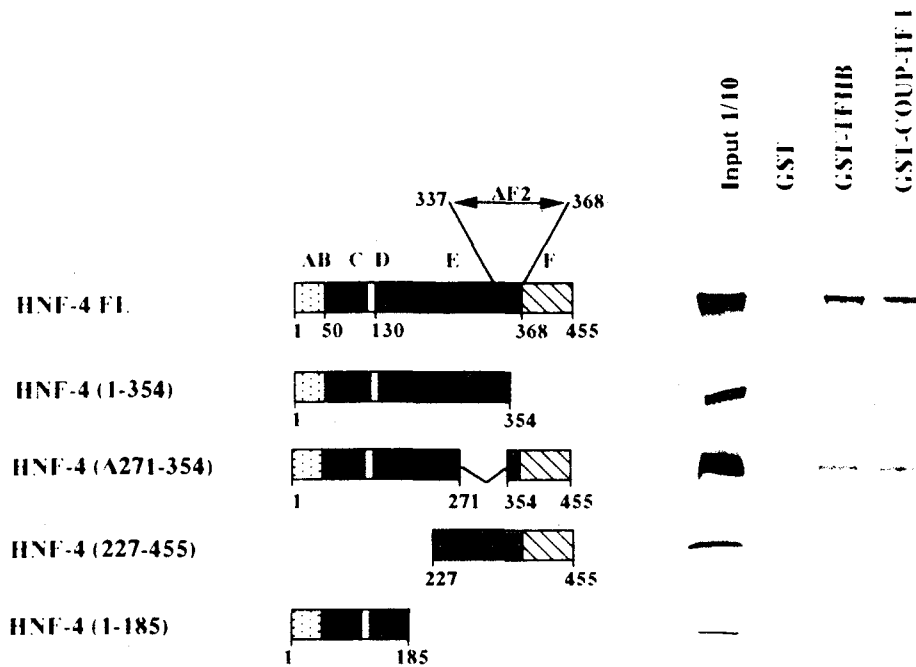 Input 1/10
GST
GST-TFIIB
GST-COUP-TF I
337 AF2 368
AB C D E F
HNF-4 FL
1 50 130 368 455
HNF-4 (1-354)
1 354
HNF-4 (Δ271-354)
1 271 354 455
HNF-4 (227-455)
227 455
HNF-4 (1-185)
1 185